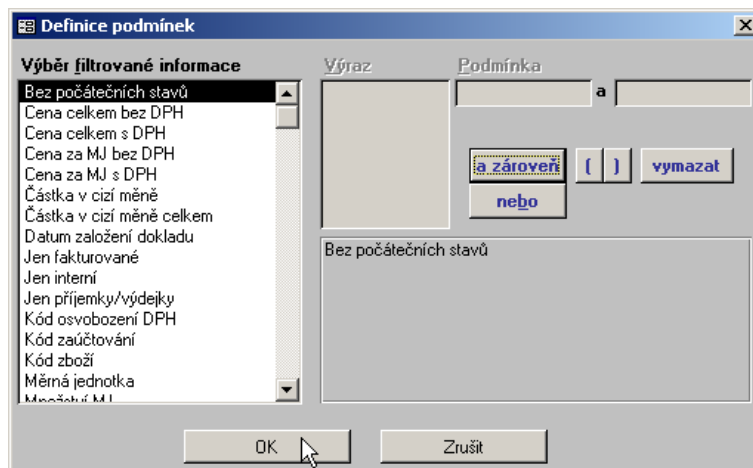 Definice podmínek
Výběr filtrované informace
Bez počátečních stavů
Cena celkem bez DPH
Cena celkem s DPH
Cena za MJ bez DPH
Cena za MJ s DPH
Částka v cizí měně
Částka v cizí měně celkem
Datum založení dokladu
Jen fakturované
Jen interní
Jen příjemky/výdejky
Kód osvobození DPH
Kód zaúčtování
Kód zboží
Měrná jednotka
Množství MJ
Výraz
Podmínka
a
a zároveň
(
)
vymazat
nebo
Bez počátečních stavů
OK
Zrušit